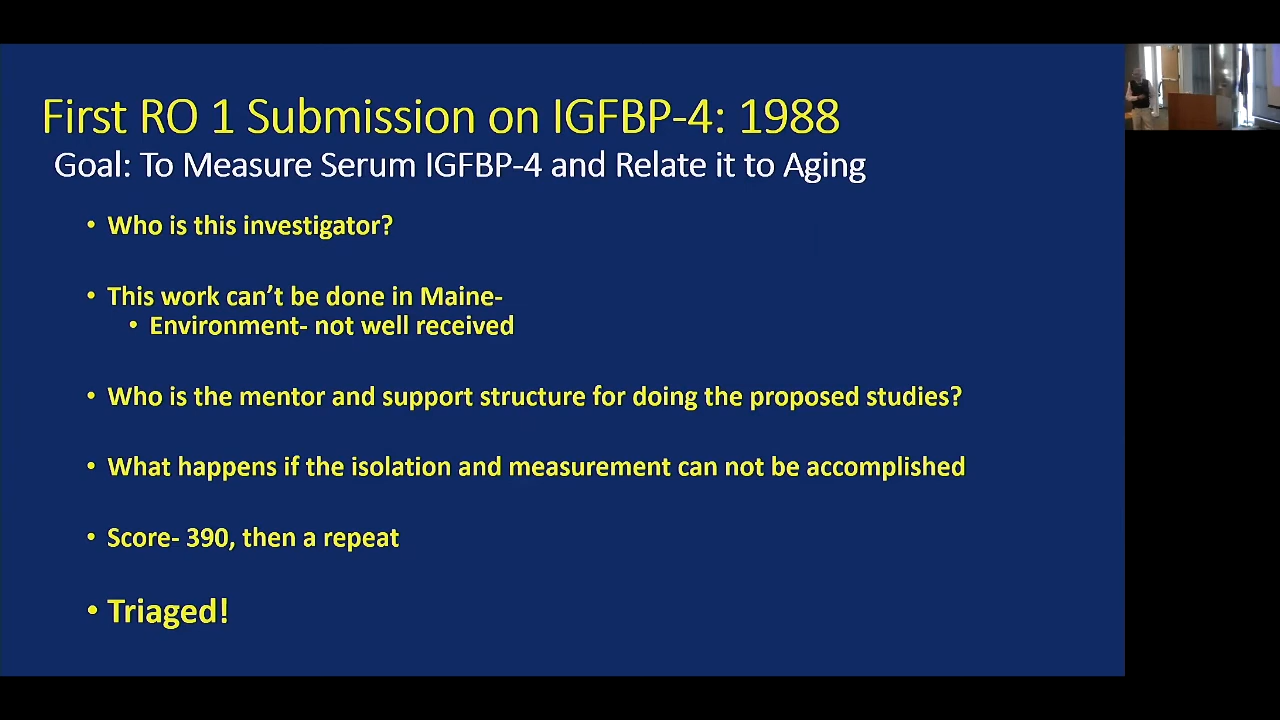 First RO 1 Submission on IGFBP-4: 1988
Goal: To Measure Serum IGFBP-4 and Relate it to Aging
• Who is this investigator?
• This work can’t be done in Maine-
• Environment- not well received
• Who is the mentor and support structure for doing the proposed studies?
• What happens if the isolation and measurement can not be accomplished
• Score- 390, then a repeat
• Triaged!